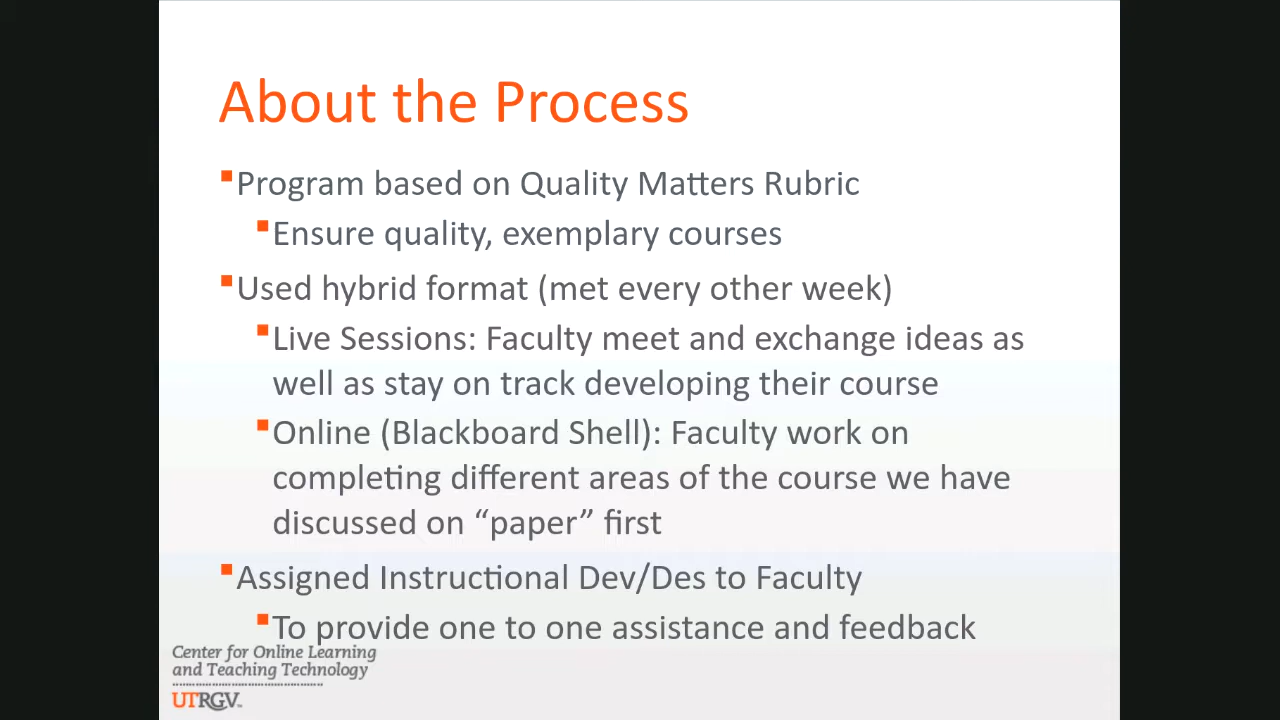 About the Process
Program based on Quality Matters Rubric
Ensure quality, exemplary courses
Used hybrid format (met every other week)
Live Sessions: Faculty meet and exchange ideas as
well as stay on track developing their course
Online (Blackboard Shell): Faculty work on
completing different areas of the course we have
discussed on “paper” first
Assigned Instructional Dev/Des to Faculty
To provide one to one assistance and feedback
Center for Online Learning
and Teaching Technology
UTRGV™